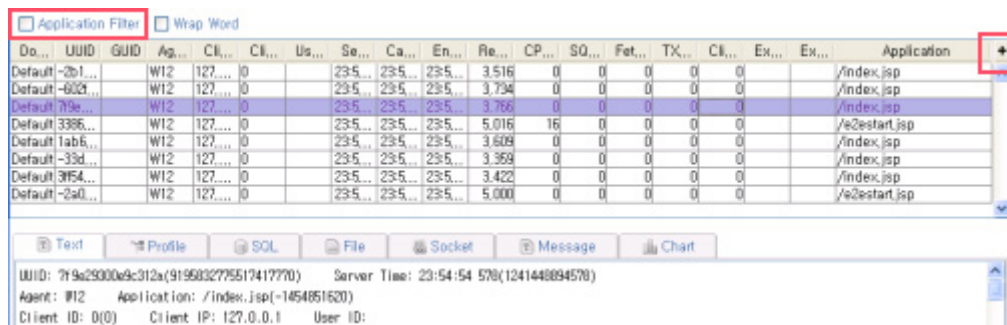 Application Filter Wrap Word
Do... UUID GUID Ag... Cli... Cli... Us... Se... Ca... En... Re... CP... SQ... Fet... TX... Cli... Ex... Ex... Application +
Default -2b1... W12 127.... 0 23:5... 23:5... 23:5... 3,516 0 0 0 0 0 /index.jsp
Default -602f... W12 127.... 0 23:5... 23:5... 23:5... 3,734 0 0 0 0 0 /index.jsp
Default 7f9e... W12 127.... 0 23:5... 23:5... 23:5... 3,766 0 0 0 0 0 /index.jsp
Default 3386... W12 127.... 0 23:5... 23:5... 23:5... 5,016 16 0 0 0 0 /e2estart.jsp
Default 1ab6... W12 127.... 0 23:5... 23:5... 23:5... 3,609 0 0 0 0 0 /index.jsp
Default -33d... W12 127.... 0 23:5... 23:5... 23:5... 3,359 0 0 0 0 0 /index.jsp
Default 3ff54... W12 127.... 0 23:5... 23:5... 23:5... 3,422 0 0 0 0 0 /index.jsp
Default -2a0... W12 127.... 0 23:5... 23:5... 23:5... 5,000 0 0 0 0 0 /e2estart.jsp
Text Profile SQL File Socket Message Chart
UUID: 7f9e29300e9c312a(9195832775517417770) Server Time: 23:54:54 578(1241448894578)
Agent: W12 Application: /index.jsp(-1454851620)
Client ID: 0(0) Client IP: 127.0.0.1 User ID: